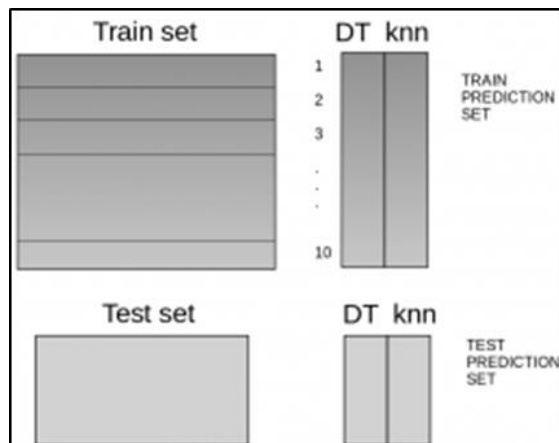 Train set
DT knn
1
2
3
.
.
.
10
TRAIN
PREDICTION
SET
Test set
DT knn
TEST
PREDICTION
SET